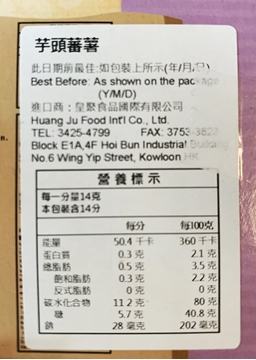 芋頭蕃薯
此日期前最佳:如包裝上所示(年/月/日)
Best Before: As shown on the package
(Y/M/D)
進口商：皇聚食品國際有限公司
Huang Ju Food Int'l Co., Ltd.
TEL: 3425-4799 FAX: 3753-3823
Block E1A,4F Hoi Bun Industrial Building
No.6 Wing Yip Street, Kowloon HK
營養標示
每一分量14克
本包裝含14分
每分 每100克
能量 50.4 千卡 360 千卡
蛋白質 0.3 克 2.1 克
總脂肪 0.5 克 3.5 克
飽和脂肪 0.3 克 2.2 克
反式脂肪 0 克 0 克
碳水化合物 11.2 克 80 克
糖 5.7 克 40.8 克
鈉 28 毫克 202 毫克